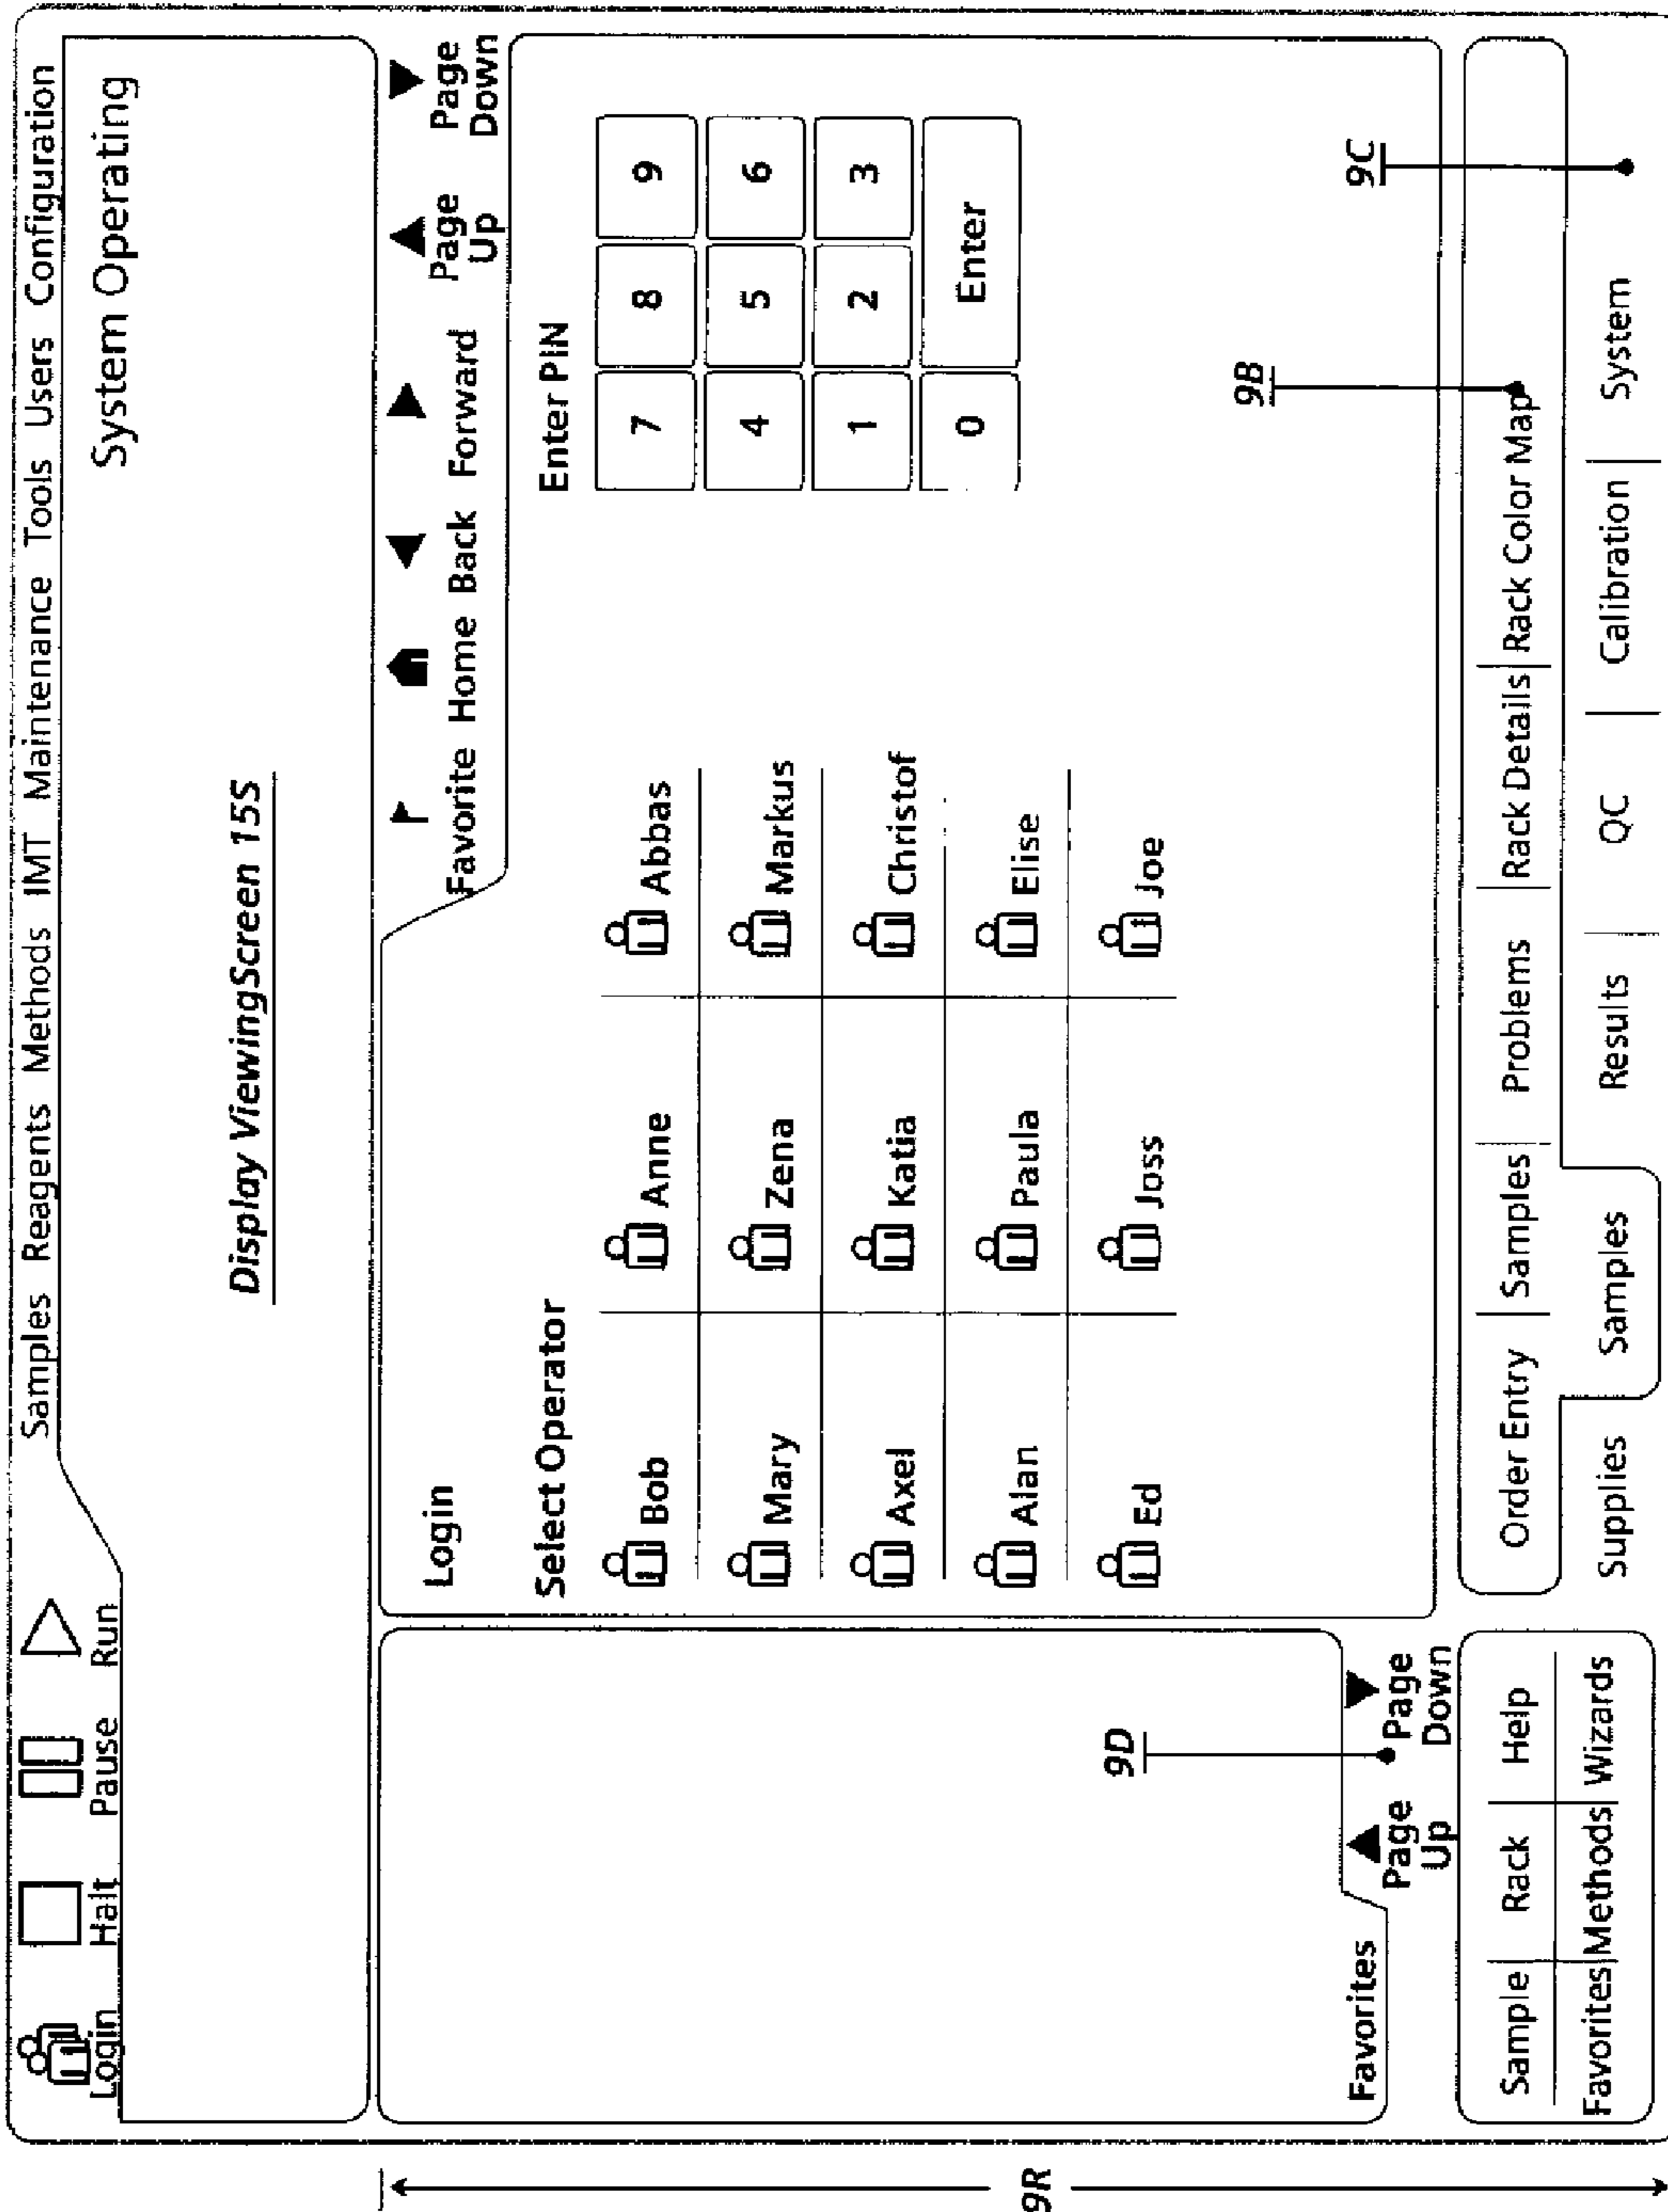 Samples Reagents Methods IMT Maintenance Tools Users Configuration
Login Halt Pause Run
System Operating
Display ViewingScreen 15S
Favorite Home Back Forward Page Up Page Down
Login
Select Operator
Enter PIN
Bob Anne Abbas
Mary Zena Markus
Axel Katia Christof
Alan Paula Elise
Ed Joss Joe
7 8 9
4 5 6
1 2 3
0 Enter
9D
9B
9C
Favorites
Page Up Page Down
Order Entry Samples Problems Rack Details Rack Color Map
Supplies Samples Results QC Calibration System
Sample Rack Help
Favorites Methods Wizards
9R